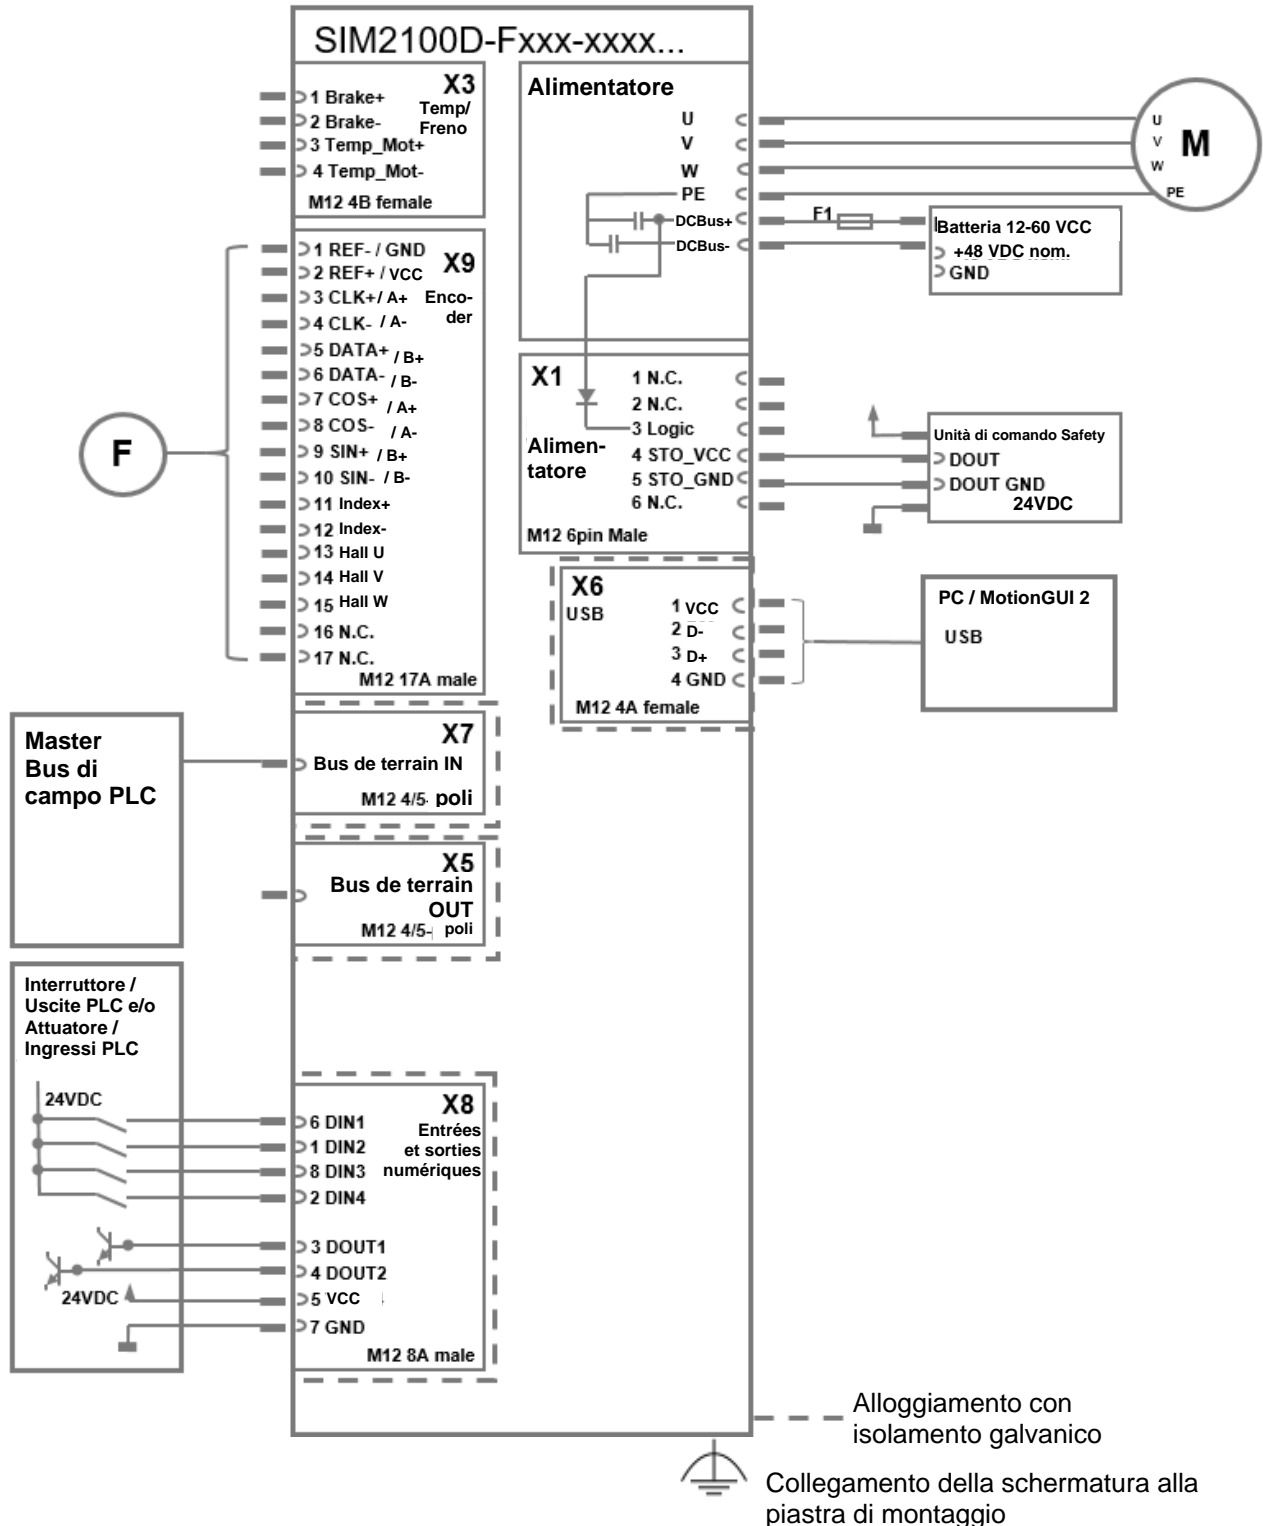 SIM2100D-Fxxx-xxxx...
X3
Temp/
Freno
1 Brake+
2 Brake-
3 Temp_Mot+
4 Temp_Mot-
M12 4B female
X9
Enco-
der
1 REF- / GND
2 REF+ / VCC
3 CLK+ / A+
4 CLK- / A-
5 DATA+ / B+
6 DATA- / B-
7 COS+ / A+
8 COS- / A-
9 SIN+ / B+
10 SIN- / B-
11 Index+
12 Index-
13 Hall U
14 Hall V
15 Hall W
16 N.C.
17 N.C.
M12 17A male
F
Alimentatore
U
V
W
PE
DCBus+
DCBus-
U
V
W
PE
M
F1
Batteria 12-60 VCC
+48 VDC nom.
GND
X1
Alimen-
tatore
1 N.C.
2 N.C.
3 Logic
4 STO_VCC
5 STO_GND
6 N.C.
M12 6pin Male
Unità di comando Safety
DOUT
DOUT GND
24VDC
X6
USB
1 VCC
2 D-
3 D+
4 GND
M12 4A female
PC / MotionGUI 2
USB
Master
Bus di
campo PLC
X7
Bus de terrain IN
M12 4/5- poli
X5
Bus de terrain
OUT
M12 4/5- poli
Interruttore /
Uscite PLC e/o
Attuatore /
Ingressi PLC
24VDC
24VDC
X8
Entrées
et sorties
numériques
6 DIN1
1 DIN2
8 DIN3
2 DIN4
3 DOUT1
4 DOUT2
5 VCC
7 GND
M12 8A male
Alloggiamento con
isolamento galvanico
Collegamento della schermatura alla
piastra di montaggio